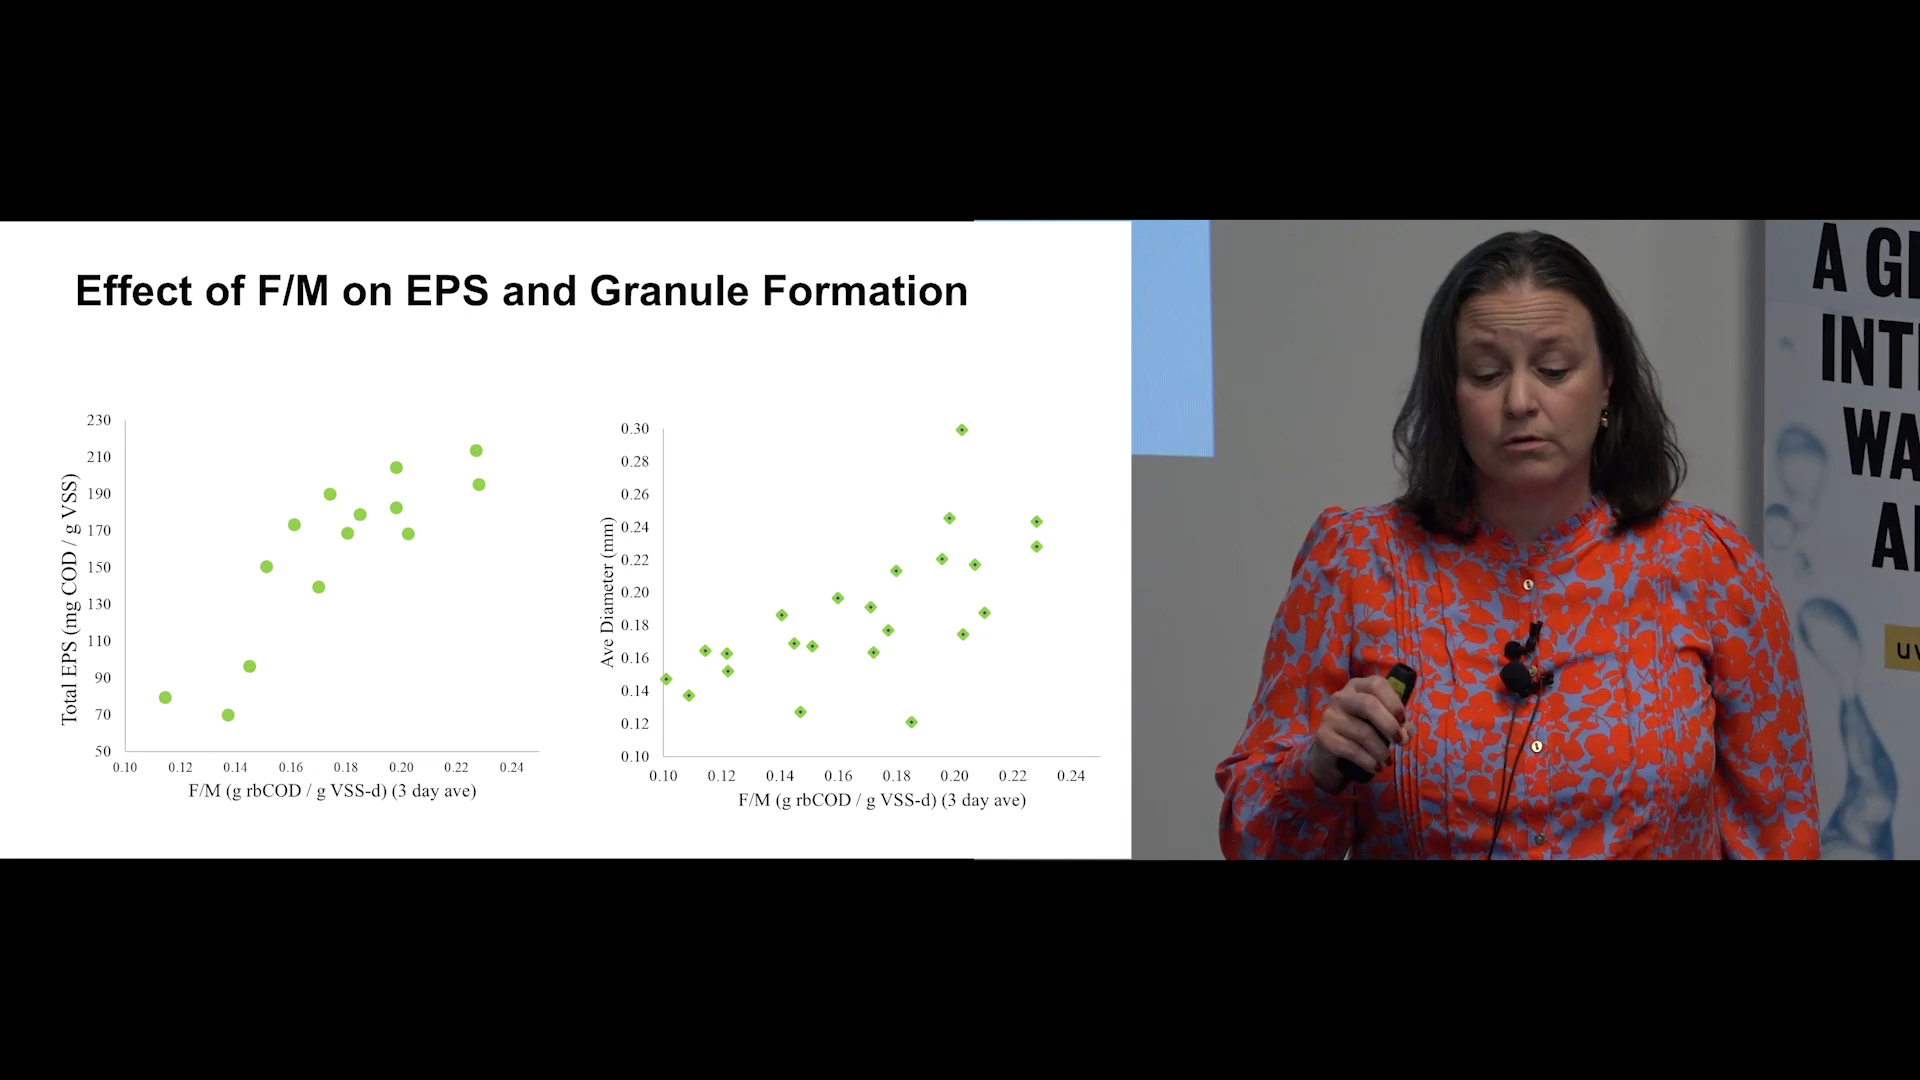 Effect of F/M on EPS and Granule Formation
Total EPS (mg COD / g VSS)
230
210
190
170
150
130
110
90
70
50
0.10 0.12 0.14 0.16 0.18 0.20 0.22 0.24
F/M (g rbCOD / g VSS-d) (3 day ave)
Ave Diameter (mm)
0.30
0.28
0.26
0.24
0.22
0.20
0.18
0.16
0.14
0.12
0.10
0.10 0.12 0.14 0.16 0.18 0.20 0.22 0.24
F/M (g rbCOD / g VSS-d) (3 day ave)
A